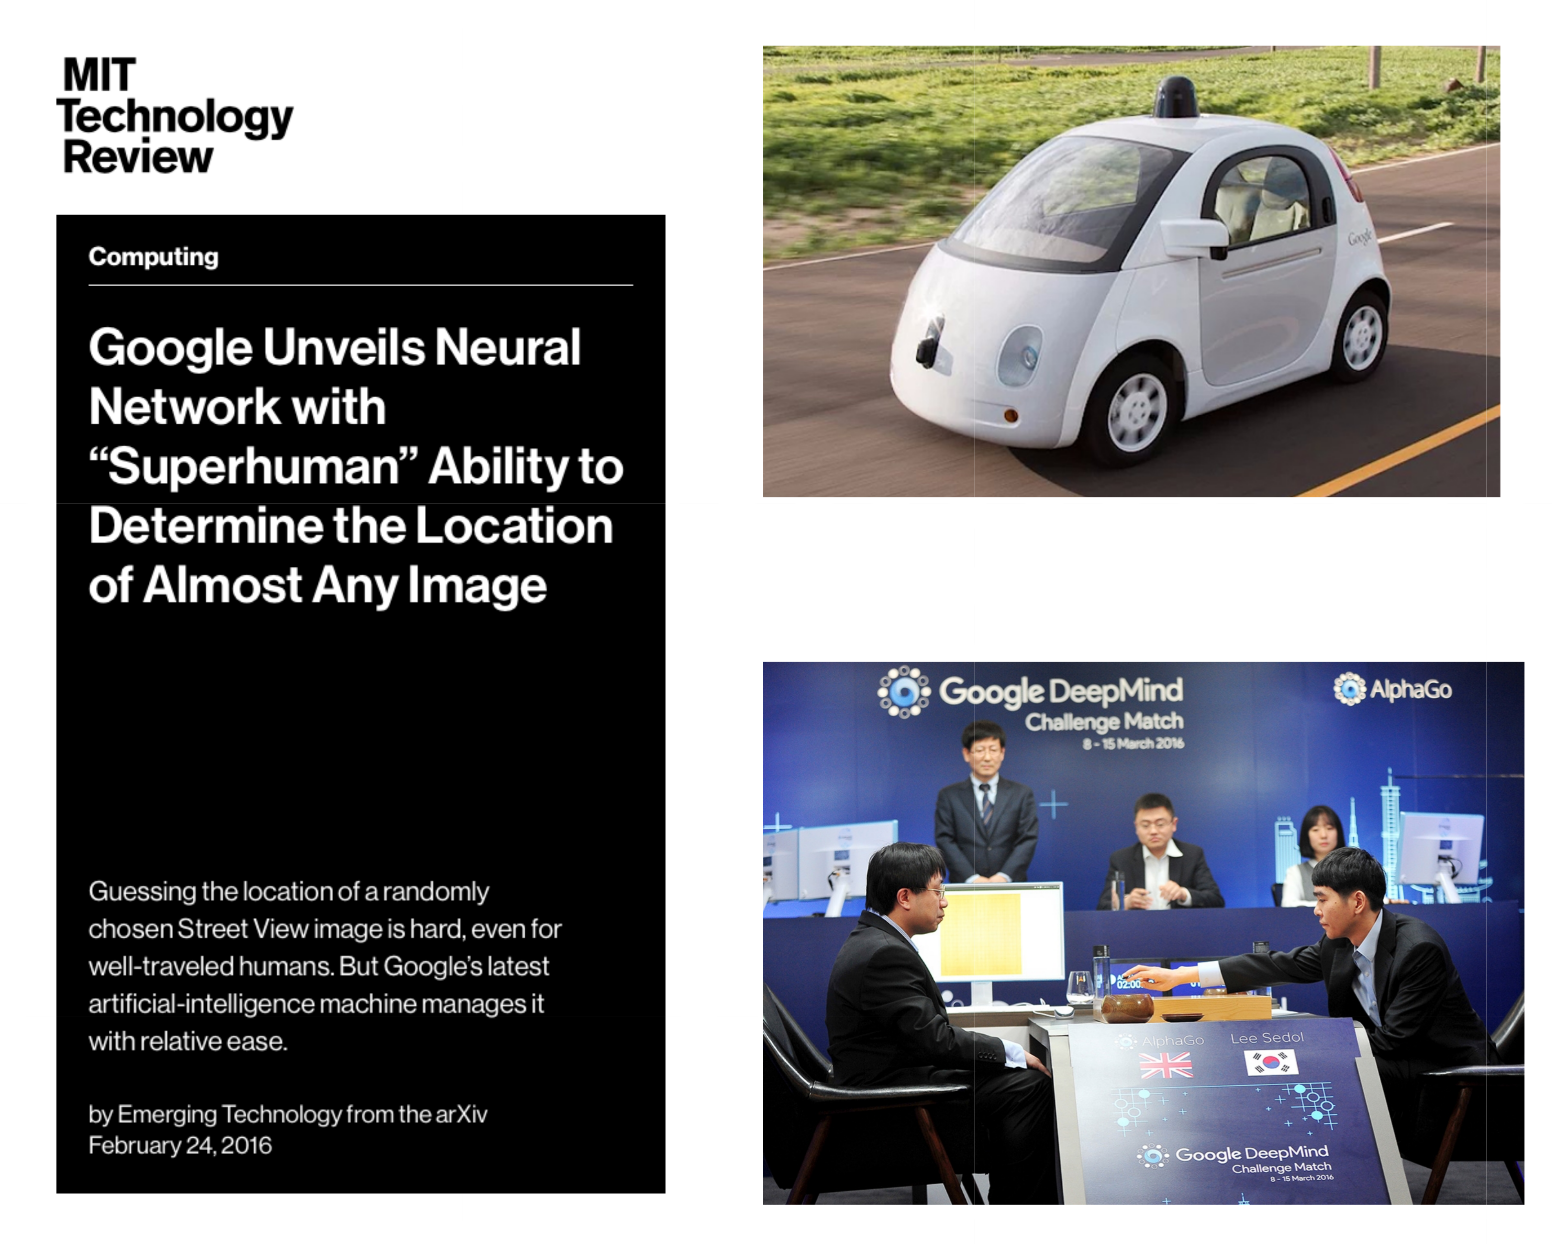 MIT
Technology
Review
Computing
Google Unveils Neural
Network with
“Superhuman” Ability to
Determine the Location
of Almost Any Image
Guessing the location of a randomly
chosen Street View image is hard, even for
well-traveled humans. But Google’s latest
artificial-intelligence machine manages it
with relative ease.
by Emerging Technology from the arXiv
February 24, 2016
Google
Google DeepMind
Challenge Match
8 - 15 March 2016
AlphaGo
02:00
AlphaGo
Lee Sedol
Google DeepMind
Challenge Match
8 - 15 March 2016